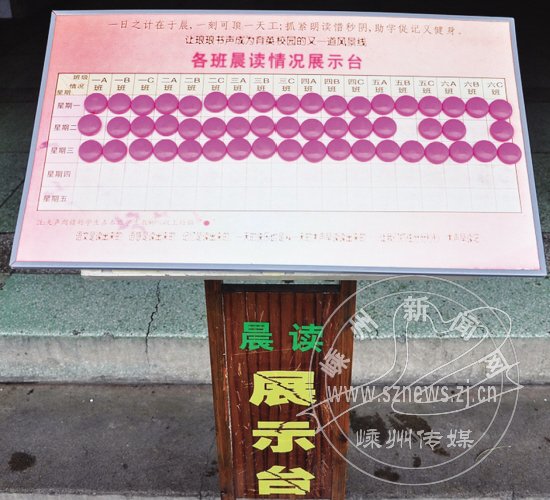 一日之计在于晨，一刻可琅一天工；抓紧朗读惜秒阴，助学促记又健身。
让琅琅书声成为育英校园的又一道风景线
各班晨读情况展示台
班级 情况 星期 一A班 一B班 一C班 二A班 二B班 二C班 三A班 三B班 三C班 四A班 四B班 四C班 五A班 五B班 五C班 六A班 六B班 六C班
星期一
星期二
星期三
星期四
星期五
晨读
展示台
嵊州新闻网
www.sznews.zj.cn
嵊州传媒